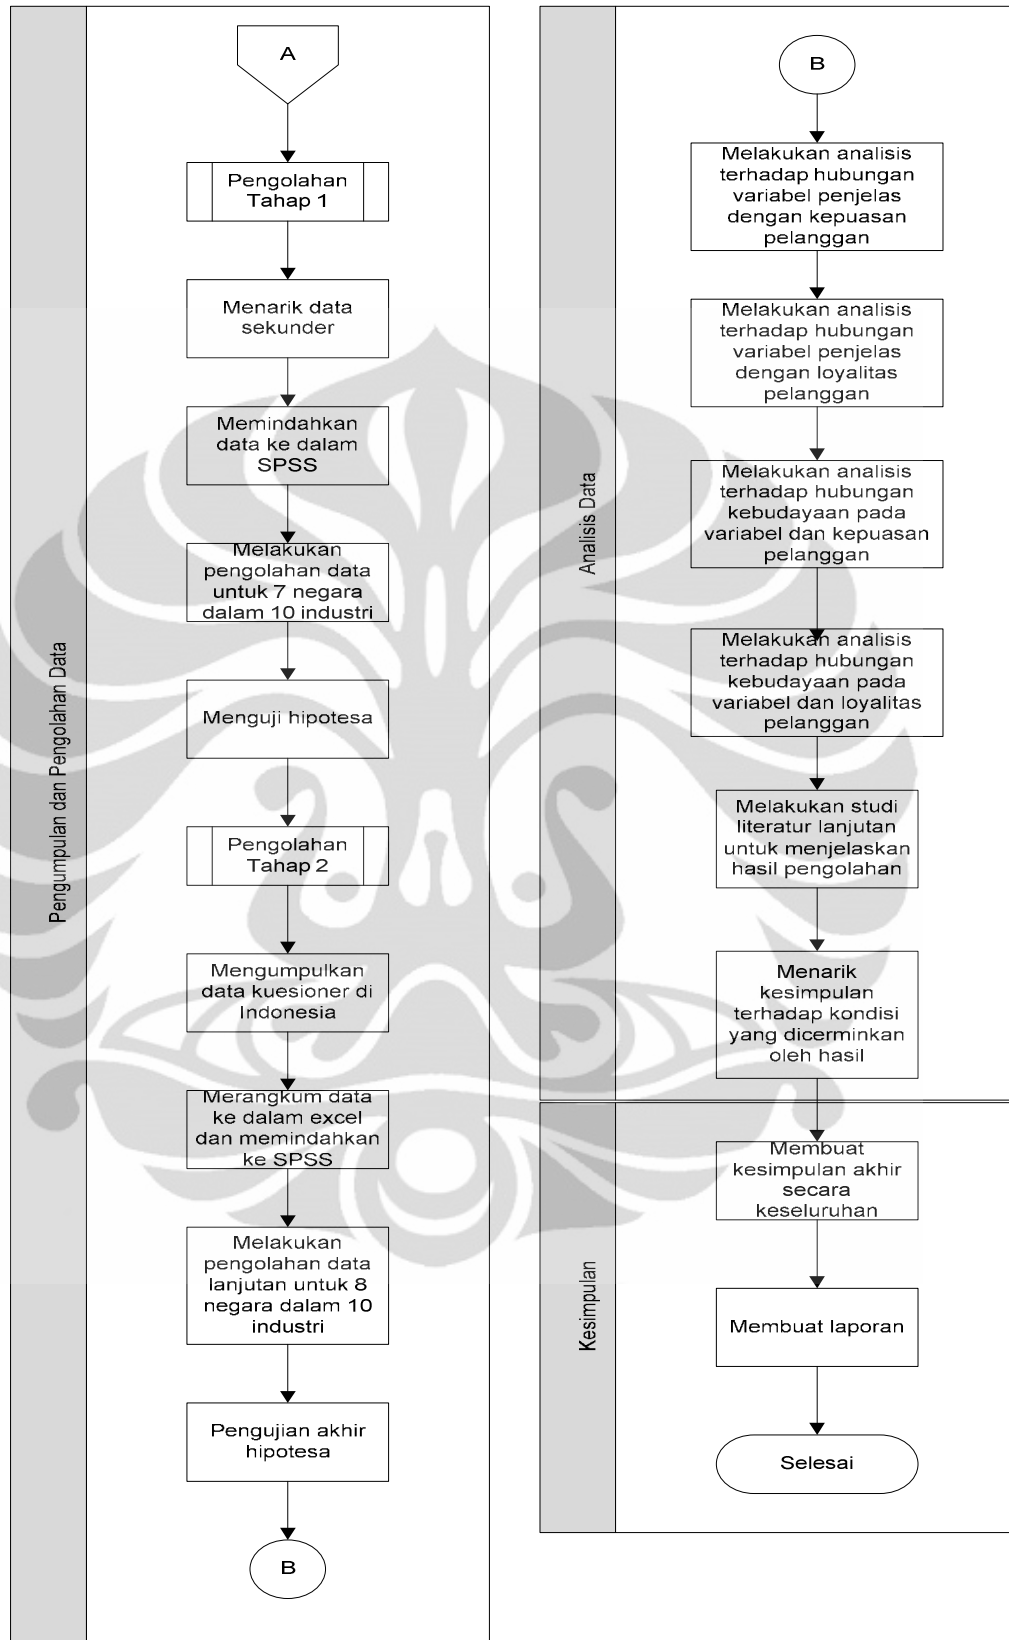 Pengumpulan dan Pengolahan Data
A
Pengolahan
Tahap 1
Menarik data
sekunder
Memindahkan
data ke dalam
SPSS
Melakukan
pengolahan data
untuk 7 negara
dalam 10 industri
Menguji hipotesa
Pengolahan
Tahap 2
Mengumpulkan
data kuesioner di
Indonesia
Merangkum data
ke dalam excel
dan memindahkan
ke SPSS
Melakukan
pengolahan data
lanjutan untuk 8
negara dalam 10
industri
Pengujian akhir
hipotesa
B
Analisis Data
B
Melakukan analisis
terhadap hubungan
variabel penjelas
dengan kepuasan
pelanggan
Melakukan analisis
terhadap hubungan
variabel penjelas
dengan loyalitas
pelanggan
Melakukan analisis
terhadap hubungan
kebudayaan pada
variabel dan kepuasan
pelanggan
Melakukan analisis
terhadap hubungan
kebudayaan pada
variabel dan loyalitas
pelanggan
Melakukan studi
literatur lanjutan
untuk menjelaskan
hasil pengolahan
Menarik
kesimpulan
terhadap kondisi
yang dicerminkan
oleh hasil
Kesimpulan
Membuat
kesimpulan akhir
secara
keseluruhan
Membuat laporan
Selesai